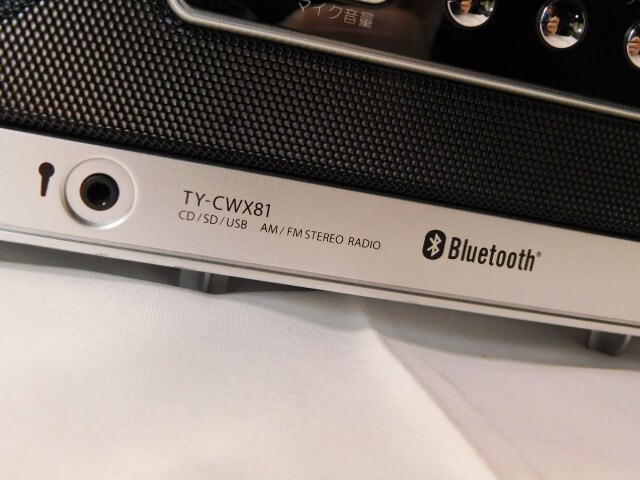 マイク音量
TY-CWX81
CD/SD/USB AM/FM STEREO RADIO
Bluetooth®